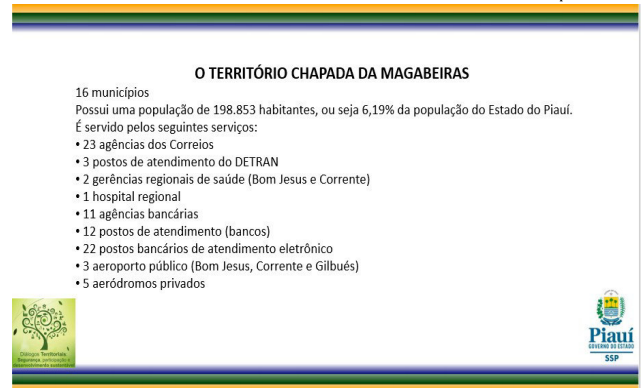 O TERRITÓRIO CHAPADA DA MAGABEIRAS
16 municípios
Possui uma população de 198.853 habitantes, ou seja 6,19% da população do Estado do Piauí.
É servido pelos seguintes serviços:
• 23 agências dos Correios
• 3 postos de atendimento do DETRAN
• 2 gerências regionais de saúde (Bom Jesus e Corrente)
• 1 hospital regional
• 11 agências bancárias
• 12 postos de atendimento (bancos)
• 22 postos bancários de atendimento eletrônico
• 3 aeroporto público (Bom Jesus, Corrente e Gilbués)
• 5 aeródromos privados
Diálogos Territoriais
Segurança, participação e
desenvolvimento sustentável
Piauí
GOVERNO DO ESTADO
SSP